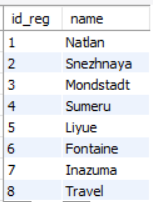 id_reg name
1 Natlan
2 Snezhnaya
3 Mondstadt
4 Sumeru
5 Liyue
6 Fontaine
7 Inazuma
8 Travel